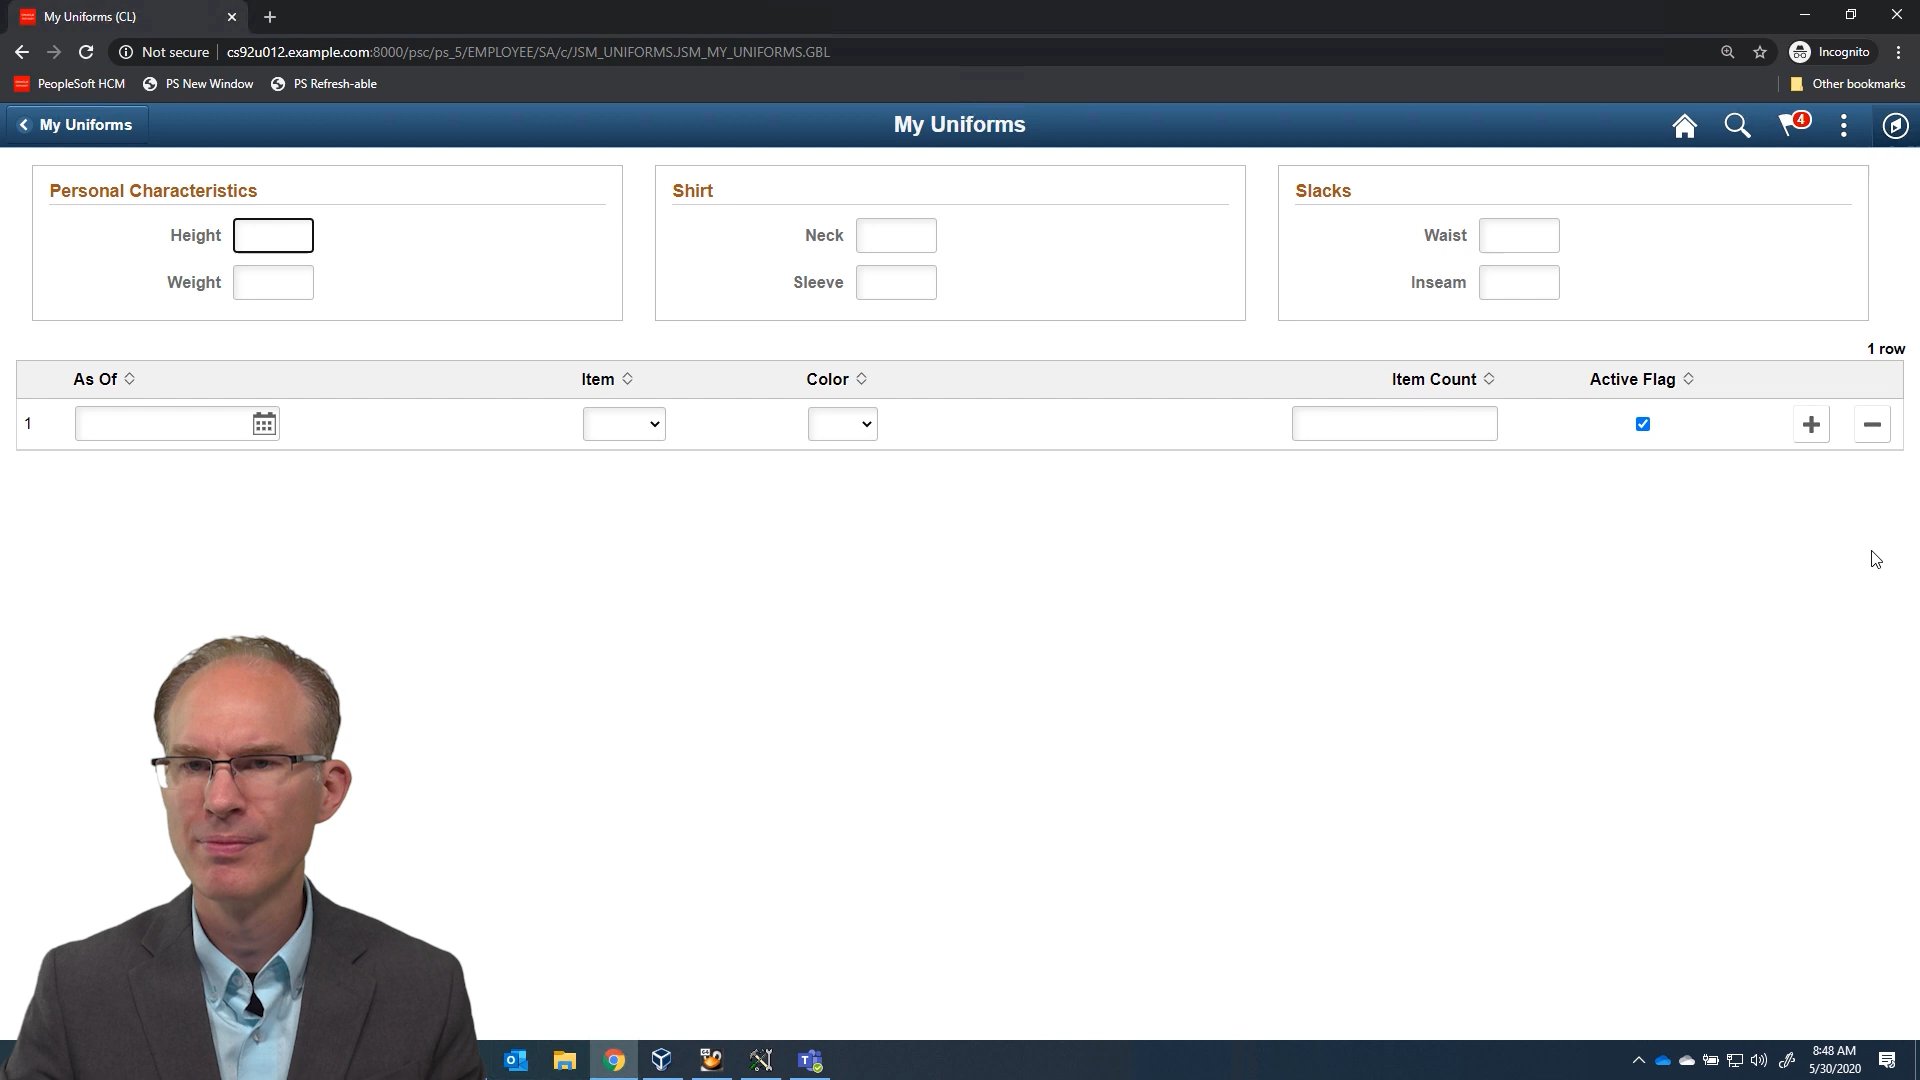 My Uniforms (CL)
Not secure | cs92u012.example.com:8000/psc/ps_5/EMPLOYEE/SA/c/JSM_UNIFORMS.JSM_MY_UNIFORMS.GBL
Incognito
PeopleSoft HCM
PS New Window
PS Refresh-able
Other bookmarks
My Uniforms
My Uniforms
4
Personal Characteristics
Height
Weight
Shirt
Neck
Sleeve
Slacks
Waist
Inseam
1 row
As Of
Item
Color
Item Count
Active Flag
1
8:48 AM
5/30/2020